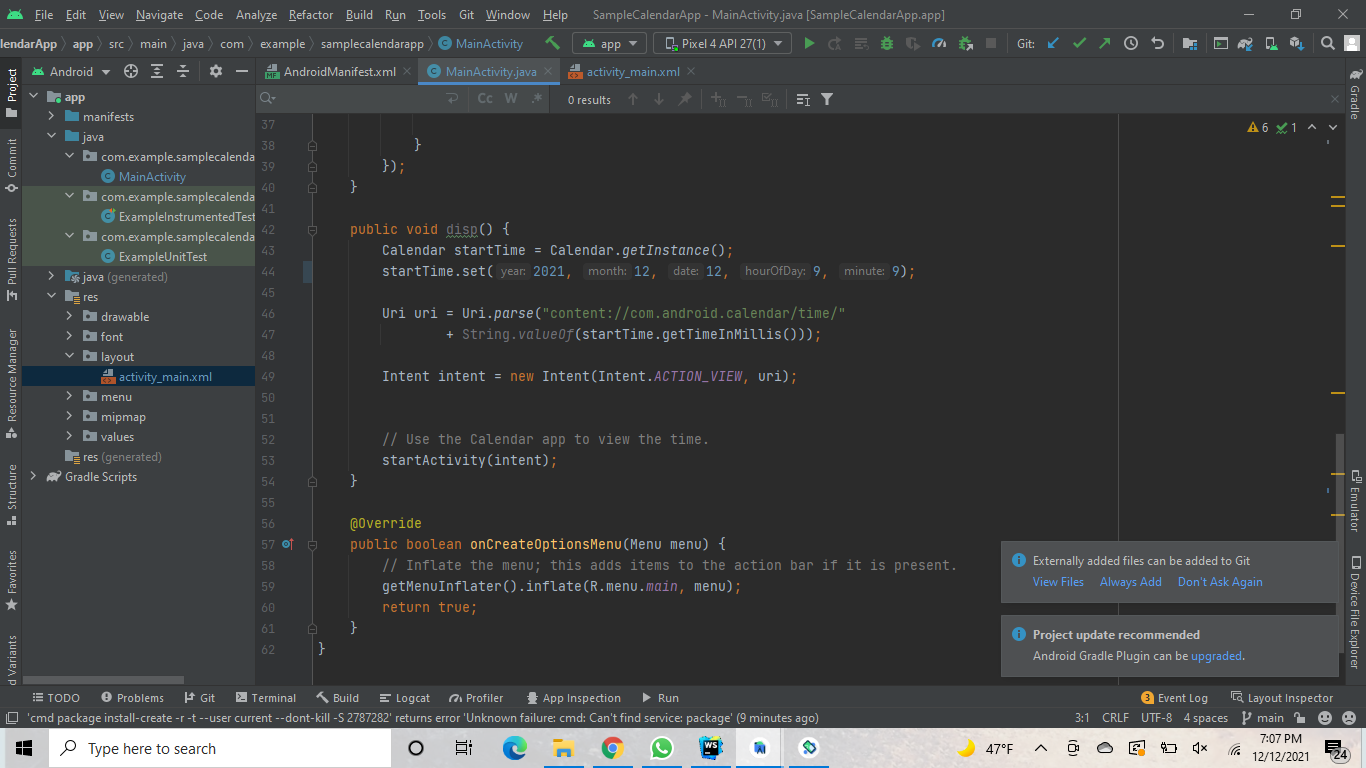 File Edit View Navigate Code Analyze Refactor Build Run Tools Git Window Help SampleCalendarApp - MainActivity.java [SampleCalendarApp.app]
lendarApp app src main java com example samplecalendarapp MainActivity app Pixel 4 API 27(1) Git:
Android AndroidManifest.xml MainActivity.java activity_main.xml
Cc W .* 0 results
Project
Commit
Pull Requests
Resource Manager
Structure
Favorites
d Variants
app
manifests
java
com.example.samplecalenda
MainActivity
com.example.samplecalenda
ExampleInstrumentedTest
com.example.samplecalenda
ExampleUnitTest
java (generated)
res
drawable
font
layout
activity_main.xml
menu
mipmap
values
res (generated)
Gradle Scripts
6 1
37
38 }
39 });
40 }
41
42 public void disp() {
43 Calendar startTime = Calendar.getInstance();
44 startTime.set( year: 2021, month: 12, date: 12, hourOfDay: 9, minute: 9);
45
46 Uri uri = Uri.parse("content://com.android.calendar/time/"
47 + String.valueOf(startTime.getTimeInMillis()));
48
49 Intent intent = new Intent(Intent.ACTION_VIEW, uri);
50
51
52 // Use the Calendar app to view the time.
53 startActivity(intent);
54 }
55
56 @Override
57 public boolean onCreateOptionsMenu(Menu menu) {
58 // Inflate the menu; this adds items to the action bar if it is present.
59 getMenuInflater().inflate(R.menu.main, menu);
60 return true;
61 }
62 }
Gradle
Emulator
Device File Explorer
Externally added files can be added to Git
View Files Always Add Don't Ask Again
Project update recommended
Android Gradle Plugin can be upgraded.
TODO Problems Git Terminal Build Logcat Profiler App Inspection Run 3 Event Log Layout Inspector
'cmd package install-create -r -t --user current --dont-kill -S 2787282' returns error 'Unknown failure: cmd: Can't find service: package' (9 minutes ago) 3:1 CRLF UTF-8 4 spaces main
Type here to search WS 47°F 7:07 PM
12/12/2021 24